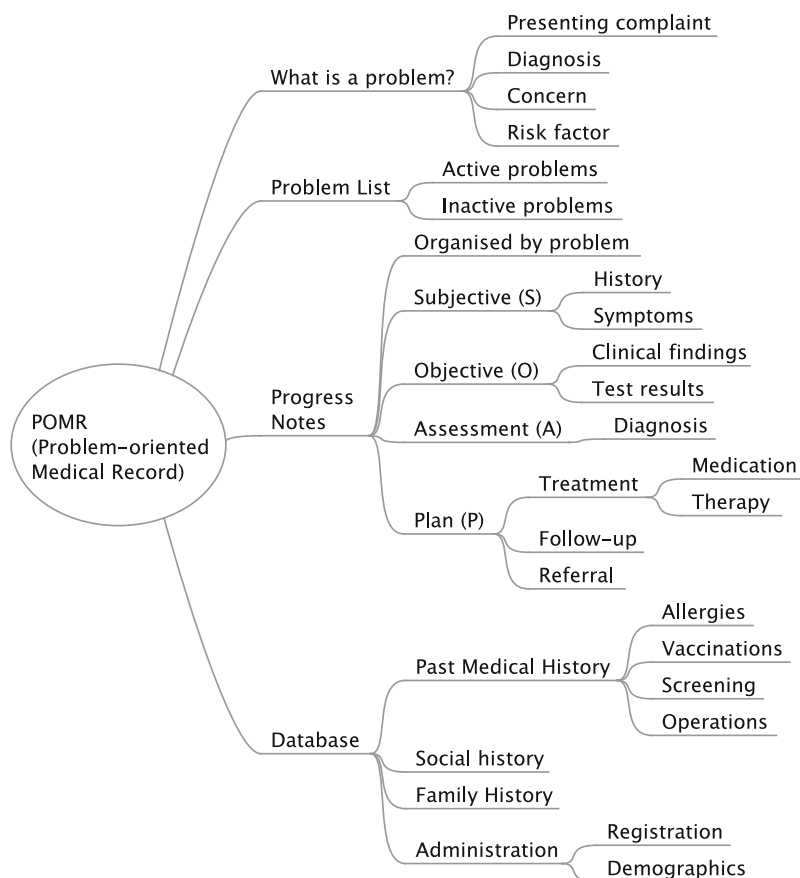 Presenting complaint
What is a problem?
Diagnosis
Concern
Risk factor
Problem List
Active problems
Inactive problems
Organised by problem
Subjective (S)
History
Symptoms
Objective (O)
Clinical findings
Test results
Progress
Notes
Assessment (A)
Diagnosis
POMR
(Problem-oriented
Medical Record)
Plan (P)
Treatment
Medication
Therapy
Follow-up
Referral
Past Medical History
Allergies
Vaccinations
Screening
Operations
Database
Social history
Family History
Administration
Registration
Demographics